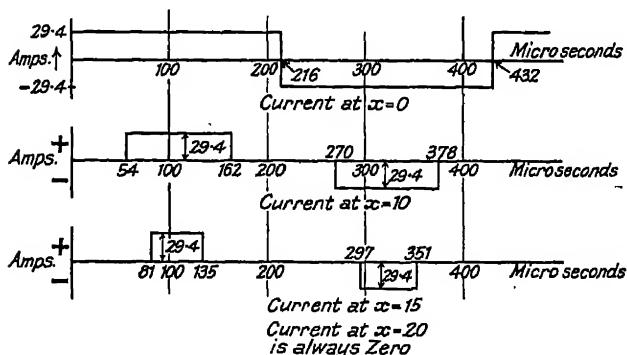 29·4
Amps.↑ 100 200 300 400 Micro seconds
216 432
-29·4
Current at x=0
Amps. + 29·4 270 378
54 100 162 200 300 400 Micro seconds
− 29·4
Current at x=10
Amps. + 29·4 297 351
81 100 135 200 400 Micro seconds
− 29·4
Current at x=15
Current at x=20
is always Zero